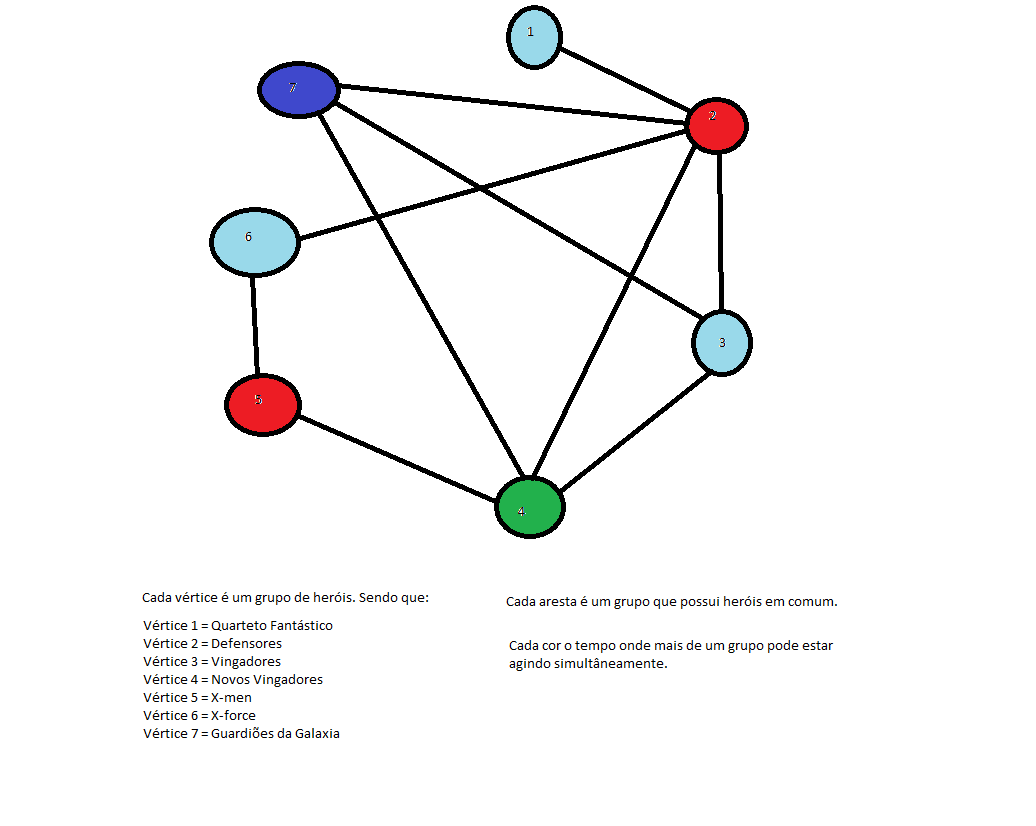 1
7
2
6
3
5
4
Cada vértice é um grupo de heróis. Sendo que:
Vértice 1 = Quarteto Fantástico
Vértice 2 = Defensores
Vértice 3 = Vingadores
Vértice 4 = Novos Vingadores
Vértice 5 = X-men
Vértice 6 = X-force
Vértice 7 = Guardiões da Galaxia
Cada aresta é um grupo que possui heróis em comum.
Cada cor o tempo onde mais de um grupo pode estar
agindo simultâneamente.